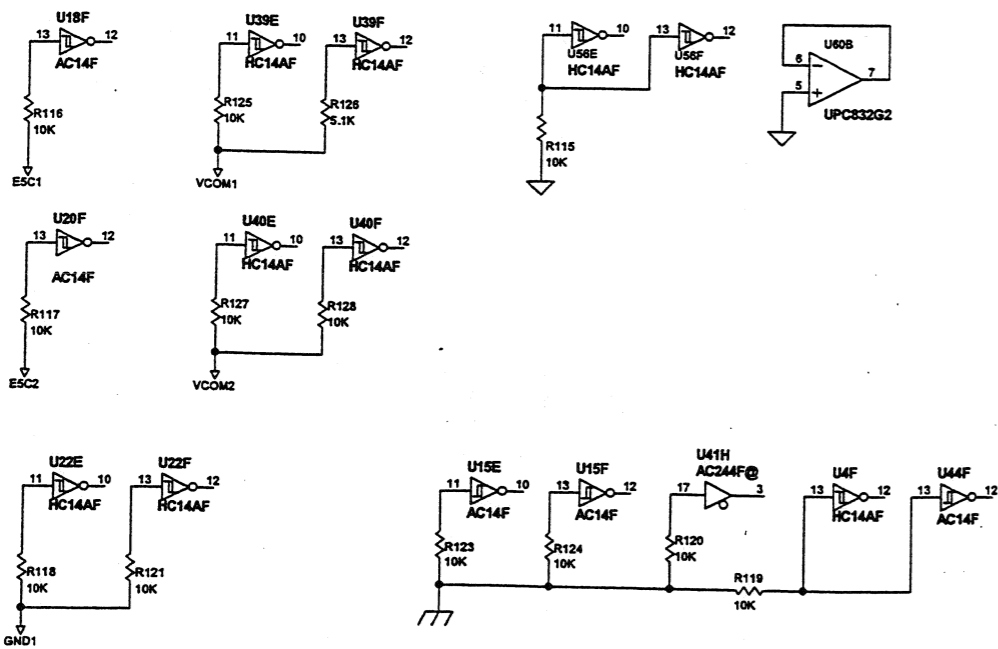 U18F
13
12
AC14F
R116
10K
E5C1
U39E
11
10
HC14AF
R125
10K
U39F
13
12
HC14AF
R126
5.1K
VCOM1
11
10
U56E
HC14AF
13
12
U56F
HC14AF
R115
10K
U60B
6
5
7
UPC832G2
U20F
13
12
AC14F
R117
10K
E5C2
U40E
11
10
HC14AF
R127
10K
U40F
13
12
HC14AF
R128
10K
VCOM2
U22E
11
10
HC14AF
R118
10K
U22F
13
12
HC14AF
R121
10K
GND1
U15E
11
10
AC14F
R123
10K
U15F
13
12
AC14F
R124
10K
U41H
AC244F@
17
3
R120
10K
R119
10K
U4F
13
12
HC14AF
U44F
13
12
AC14F